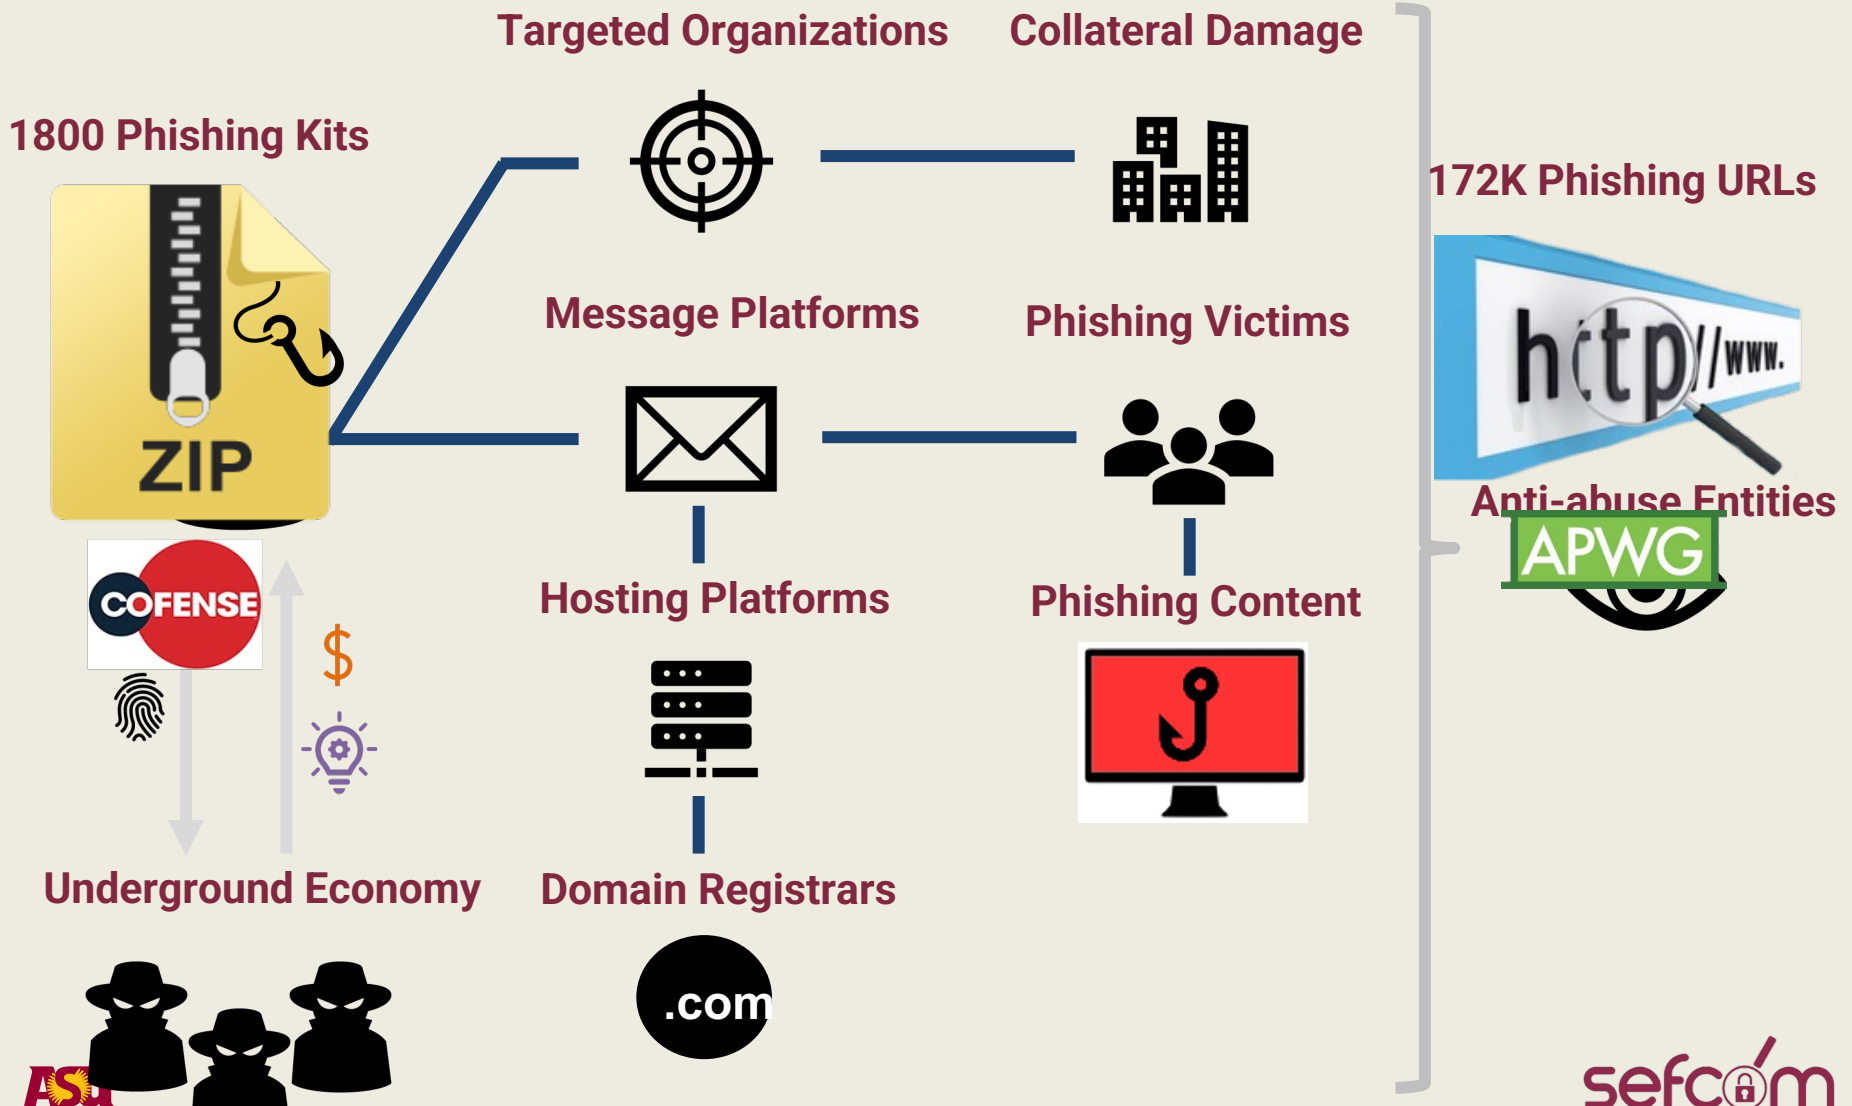 Targeted Organizations
Collateral Damage
1800 Phishing Kits
172K Phishing URLs
ZIP
Message Platforms
Phishing Victims
http//www.
Anti-abuse Entities
APWG
COFENSE
Hosting Platforms
Phishing Content
$
Underground Economy
Domain Registrars
.com
ASU
sefcom